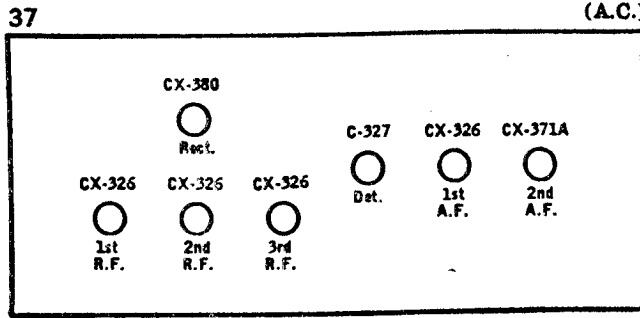 37
(A.C.)
CX-380
Rect.
C-327
CX-326
CX-371A
Det.
1st
A.F.
2nd
A.F.
CX-326
CX-326
CX-326
1st
R.F.
2nd
R.F.
3rd
R.F.